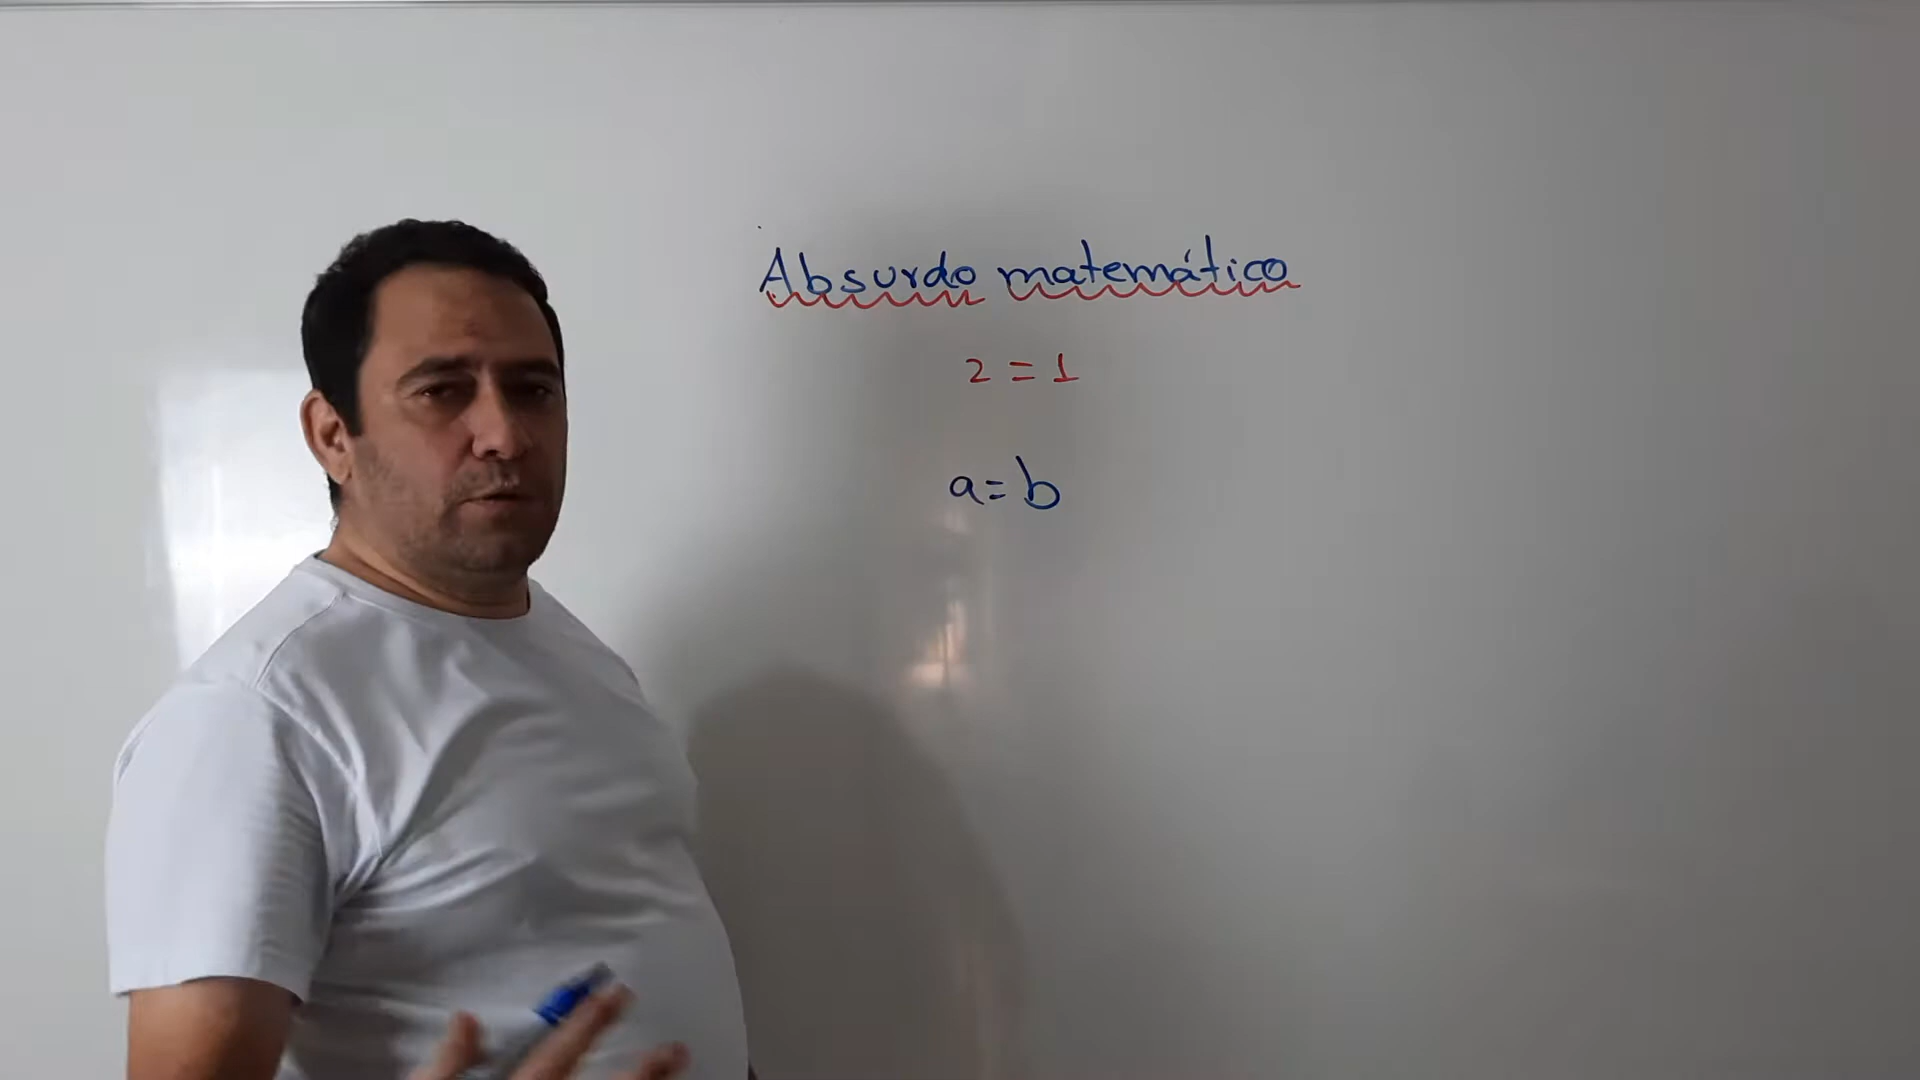 Absurdo matemático
2 = 1
a = b